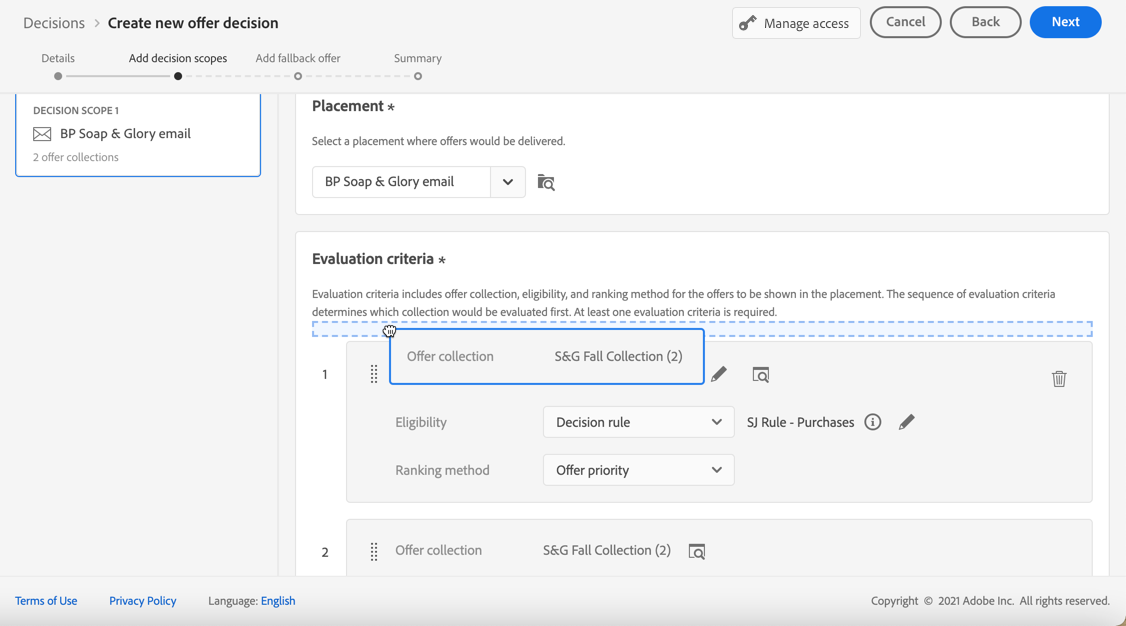 Decisions > Create new offer decision
Manage access
Cancel
Back
Next
Details
Add decision scopes
Add fallback offer
Summary
DECISION SCOPE 1
BP Soap & Glory email
2 offer collections
Placement *
Select a placement where offers would be delivered.
BP Soap & Glory email
Evaluation criteria *
Evaluation criteria includes offer collection, eligibility, and ranking method for the offers to be shown in the placement. The sequence of evaluation criteria
determines which collection would be evaluated first. At least one evaluation criteria is required.
1
Offer collection S&G Fall Collection (2)
Eligibility Decision rule SJ Rule - Purchases
Ranking method Offer priority
2 Offer collection S&G Fall Collection (2)
Terms of Use Privacy Policy Language: English Copyright © 2021 Adobe Inc. All rights reserved.